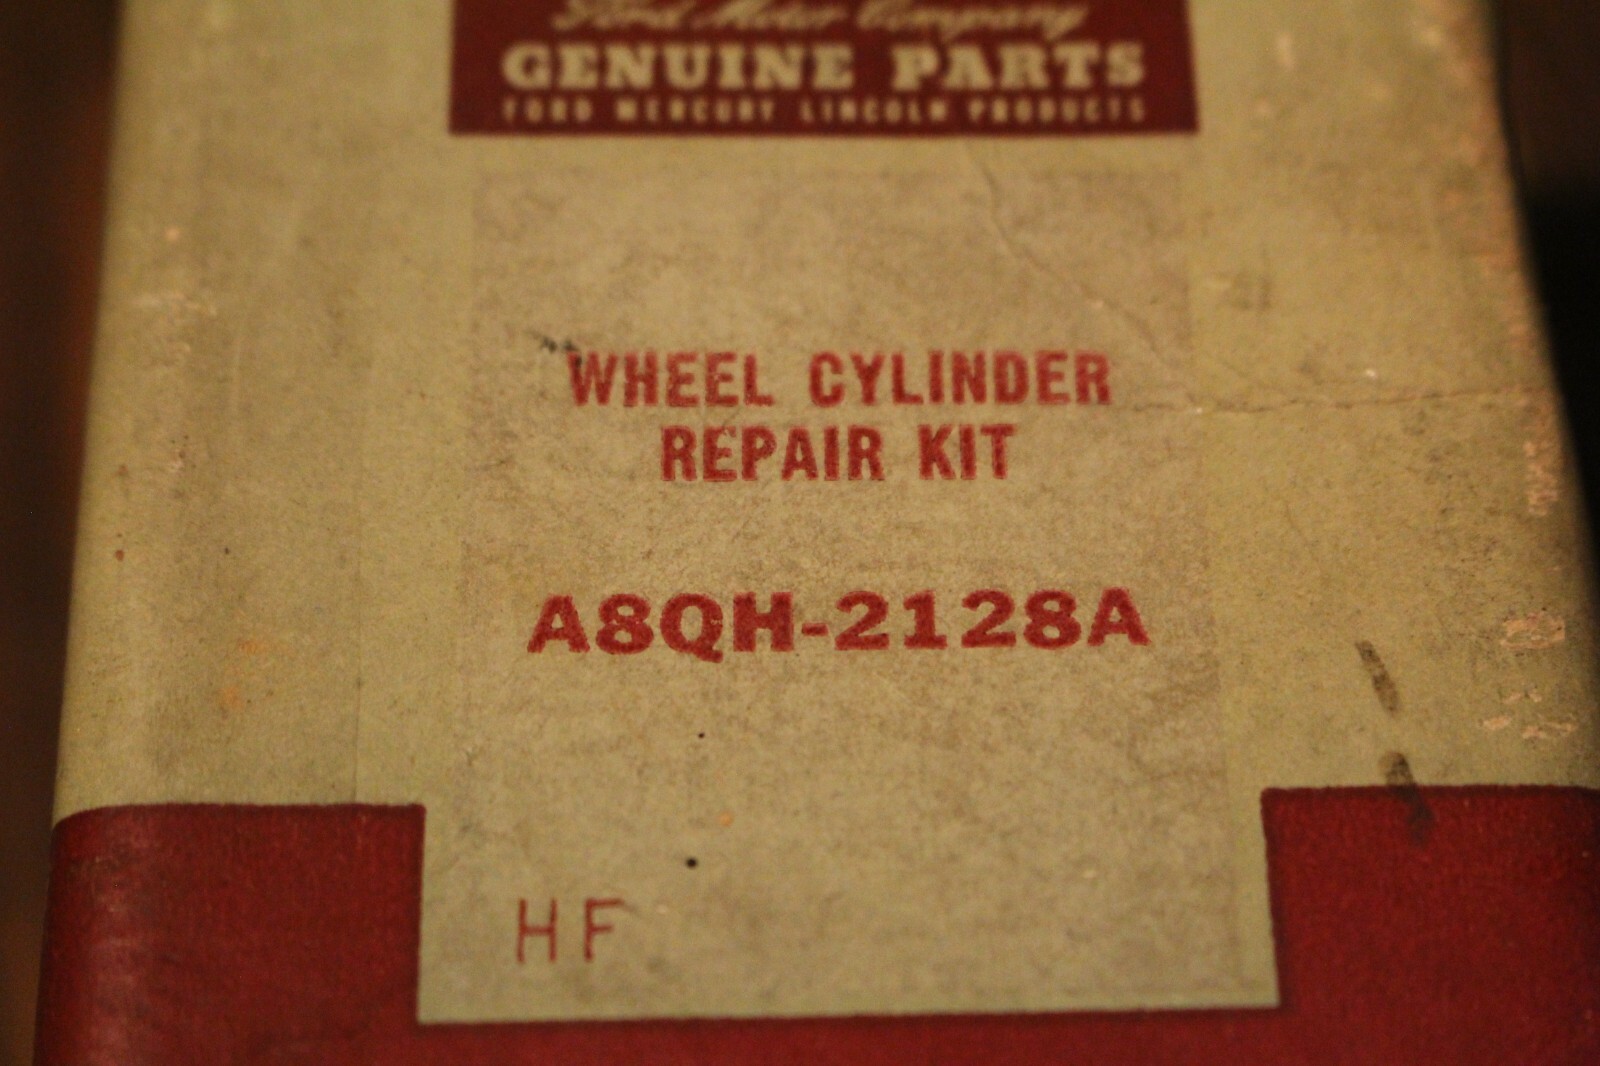 Ford Motor Company
GENUINE PARTS
FORD MERCURY LINCOLN PRODUCTS
WHEEL CYLINDER
REPAIR KIT
A8QH-2128A
HF